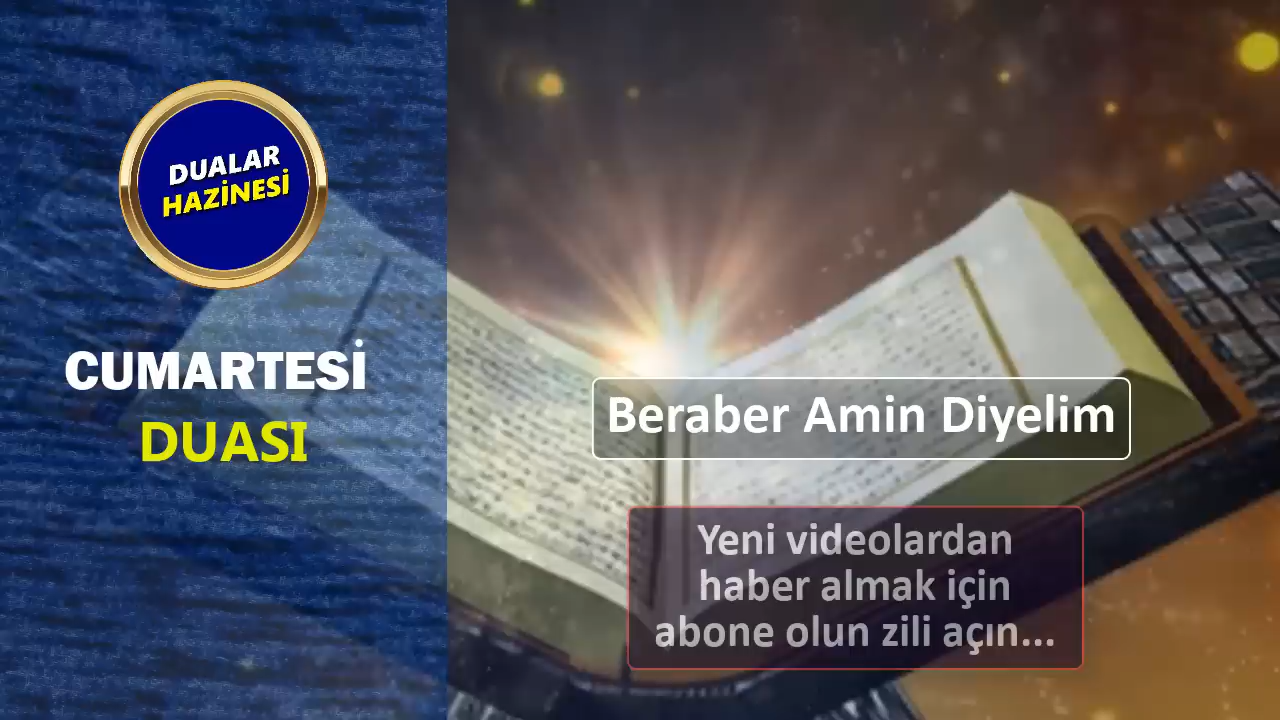 DUALAR
HAZİNESİ
CUMARTESİ
DUASI
Beraber Amin Diyelim
Yeni videolardan
haber almak için
abone olun zili açın...